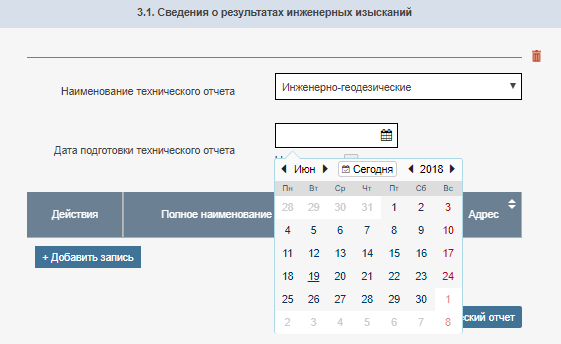 3.1. Сведения о результатах инженерных изысканий
Наименование технического отчета
Инженерно-геодезические
Дата подготовки технического отчета
Июн Сегодня 2018
Пн Вт Ср Чт Пт Сб Вс
28 29 30 31 1 2 3
4 5 6 7 8 9 10
11 12 13 14 15 16 17
18 19 20 21 22 23 24
25 26 27 28 29 30 1
2 3 4 5 6 7 8
Действия Полное наименование Адрес
+ Добавить запись
отчет